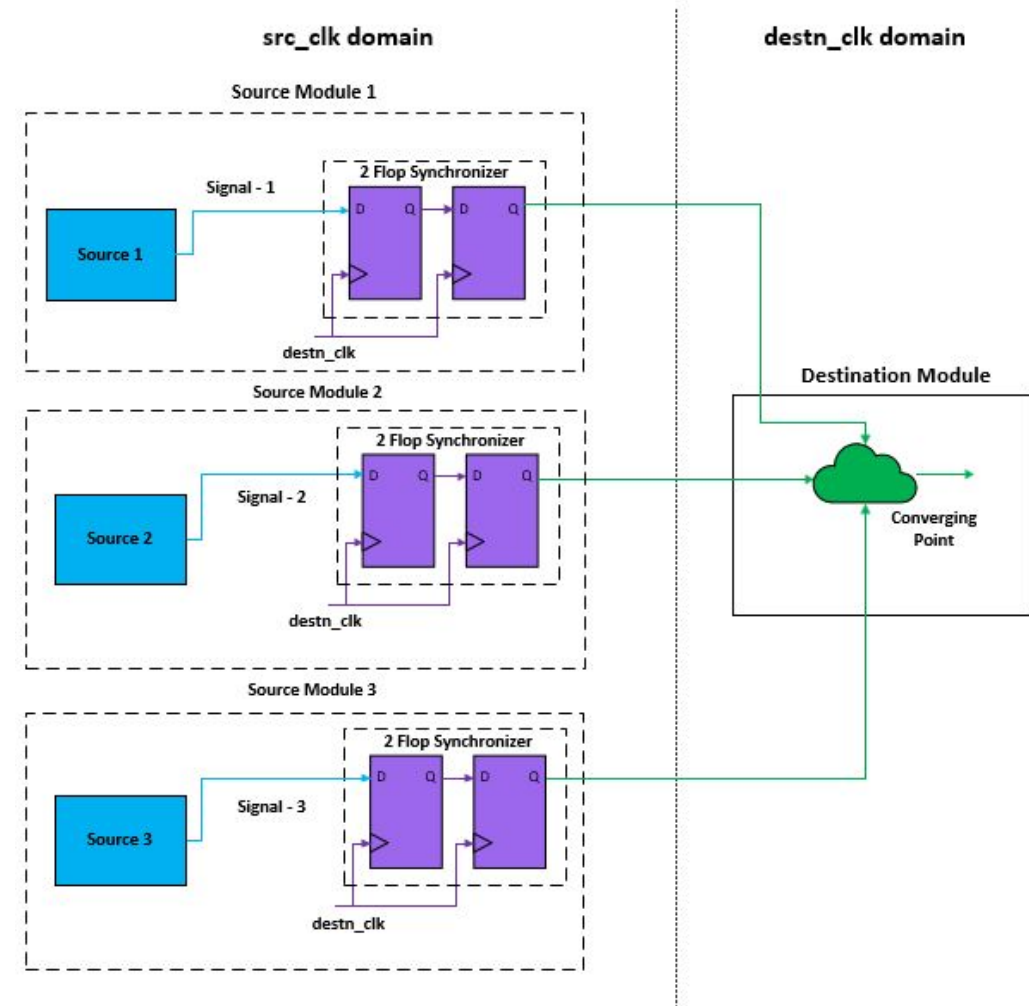 src_clk domain
destn_clk domain
Source Module 1
2 Flop Synchronizer
Signal - 1
D Q D Q
Source 1
destn_clk
Source Module 2
Destination Module
2 Flop Synchronizer
D Q D Q
Signal - 2
Source 2
Converging
Point
destn_clk
Source Module 3
2 Flop Synchronizer
D Q D Q
Signal - 3
Source 3
destn_clk